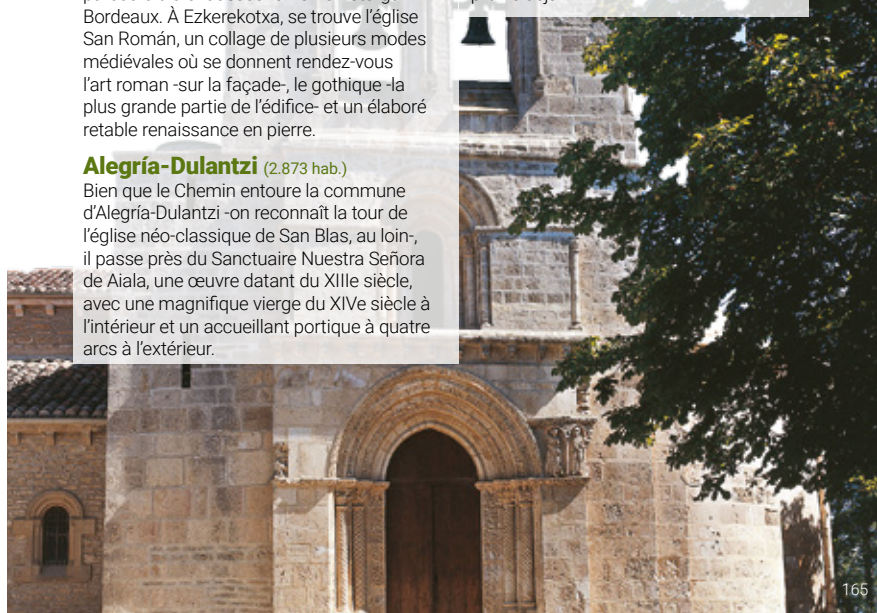 Bordeaux. À Ezkerekotxa, se trouve l'église
San Román, un collage de plusieurs modes
médiévales où se donnent rendez-vous
l'art roman -sur la façade-, le gothique -la
plus grande partie de l'édifice- et un élaboré
retable renaissance en pierre.
Alegría-Dulantzi (2.873 hab.)
Bien que le Chemin entoure la commune
d'Alegría-Dulantzi -on reconnaît la tour de
l'église néo-classique de San Blas, au loin-,
il passe près du Sanctuaire Nuestra Señora
de Aiala, une œuvre datant du XIIIe siècle,
avec une magnifique vierge du XIVe siècle à
l'intérieur et un accueillant portique à quatre
arcs à l'extérieur.
165